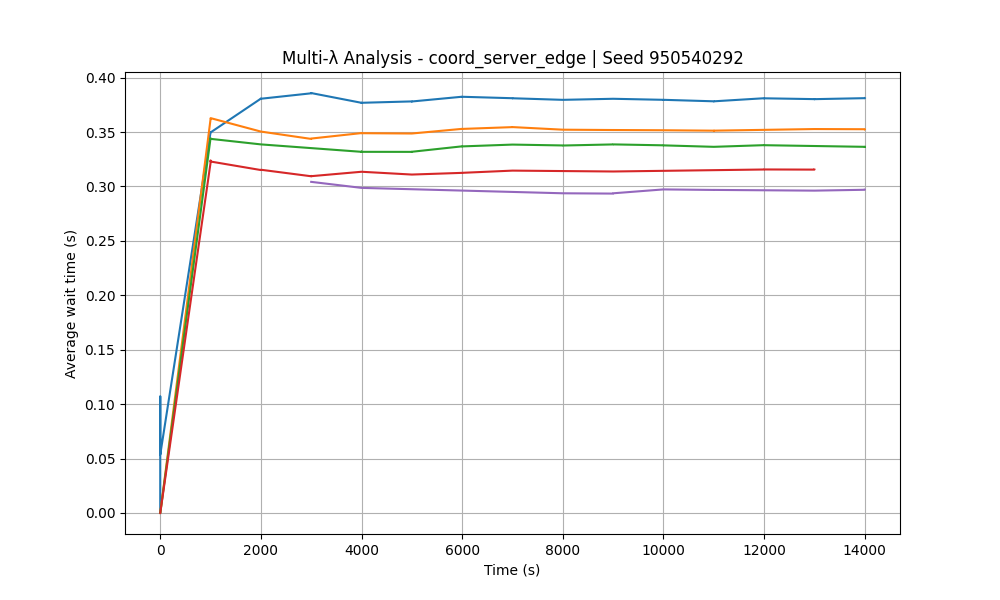 Multi-λ Analysis - coord_server_edge | Seed 950540292
Average wait time (s)
0.40
0.35
0.30
0.25
0.20
0.15
0.10
0.05
0.00
0 2000 4000 6000 8000 10000 12000 14000
Time (s)